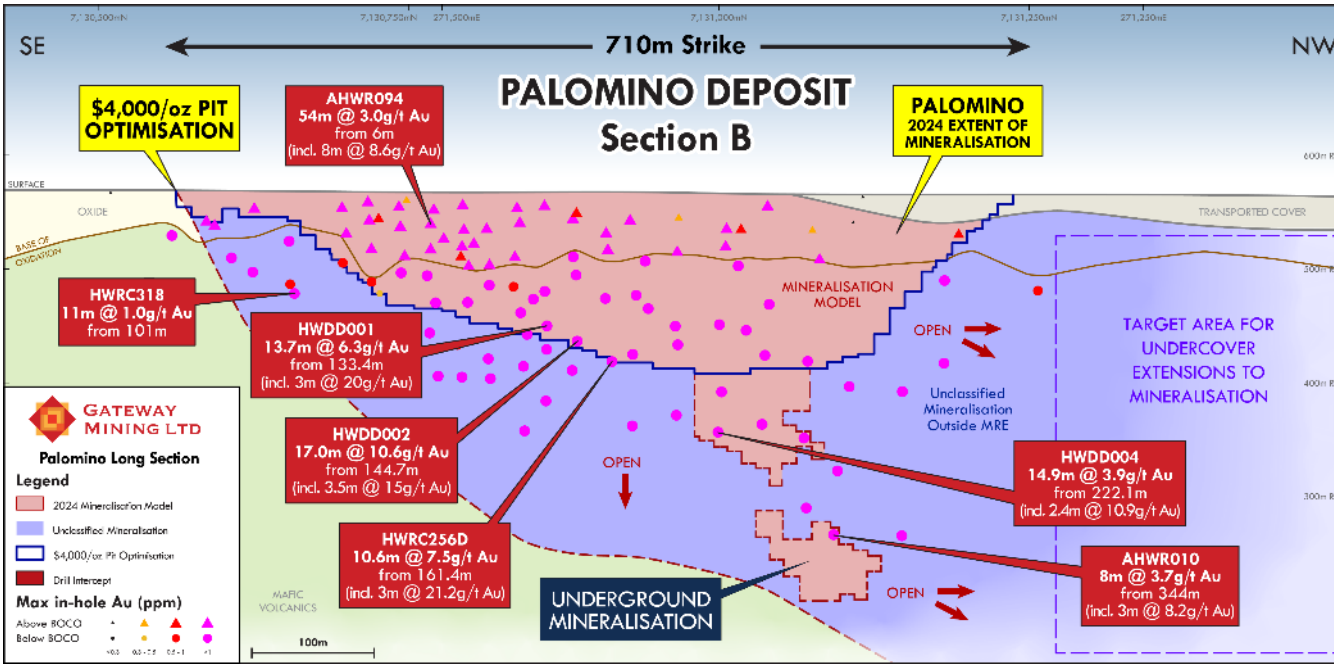 7,130,500mN
7,130,750mN
271,500mE
7,131,000mN
7,131,250mN
271,250mE
SE
710m Strike
NW
PALOMINO DEPOSIT
Section B
$4,000/oz PIT
OPTIMISATION
AHWR094
54m @ 3.0g/t Au
from 6m
(incl. 8m @ 8.6g/t Au)
PALOMINO
2024 EXTENT OF
MINERALISATION
600m R
SURFACE
OXIDE
TRANSPORTED COVER
BASE OF
OXIDATION
500m R
HWRC318
11m @ 1.0g/t Au
from 101m
MINERALISATION
MODEL
HWDD001
13.7m @ 6.3g/t Au
from 133.4m
(incl. 3m @ 20g/t Au)
OPEN
TARGET AREA FOR
UNDERCOVER
EXTENSIONS TO
MINERALISATION
400m R
Unclassified
Mineralisation
Outside MRE
GATEWAY
MINING LTD
Palomino Long Section
Legend
2024 Mineralisation Model
Unclassified Mineralisation
$4,000/oz Pit Optimisation
Drill Intercept
Max in-hole Au (ppm)
Above BOCO
Below BOCO
0.5 - 1
>1
HWDD002
17.0m @ 10.6g/t Au
from 144.7m
(incl. 3.5m @ 15g/t Au)
OPEN
HWDD004
14.9m @ 3.9g/t Au
from 222.1m
(incl. 2.4m @ 10.9g/t Au)
300m R
HWRC256D
10.6m @ 7.5g/t Au
from 161.4m
(incl. 3m @ 21.2g/t Au)
AHWR010
8m @ 3.7g/t Au
from 344m
(incl. 3m @ 8.2g/t Au)
OPEN
MAFIC
VOLCANICS
UNDERGROUND
MINERALISATION
100m